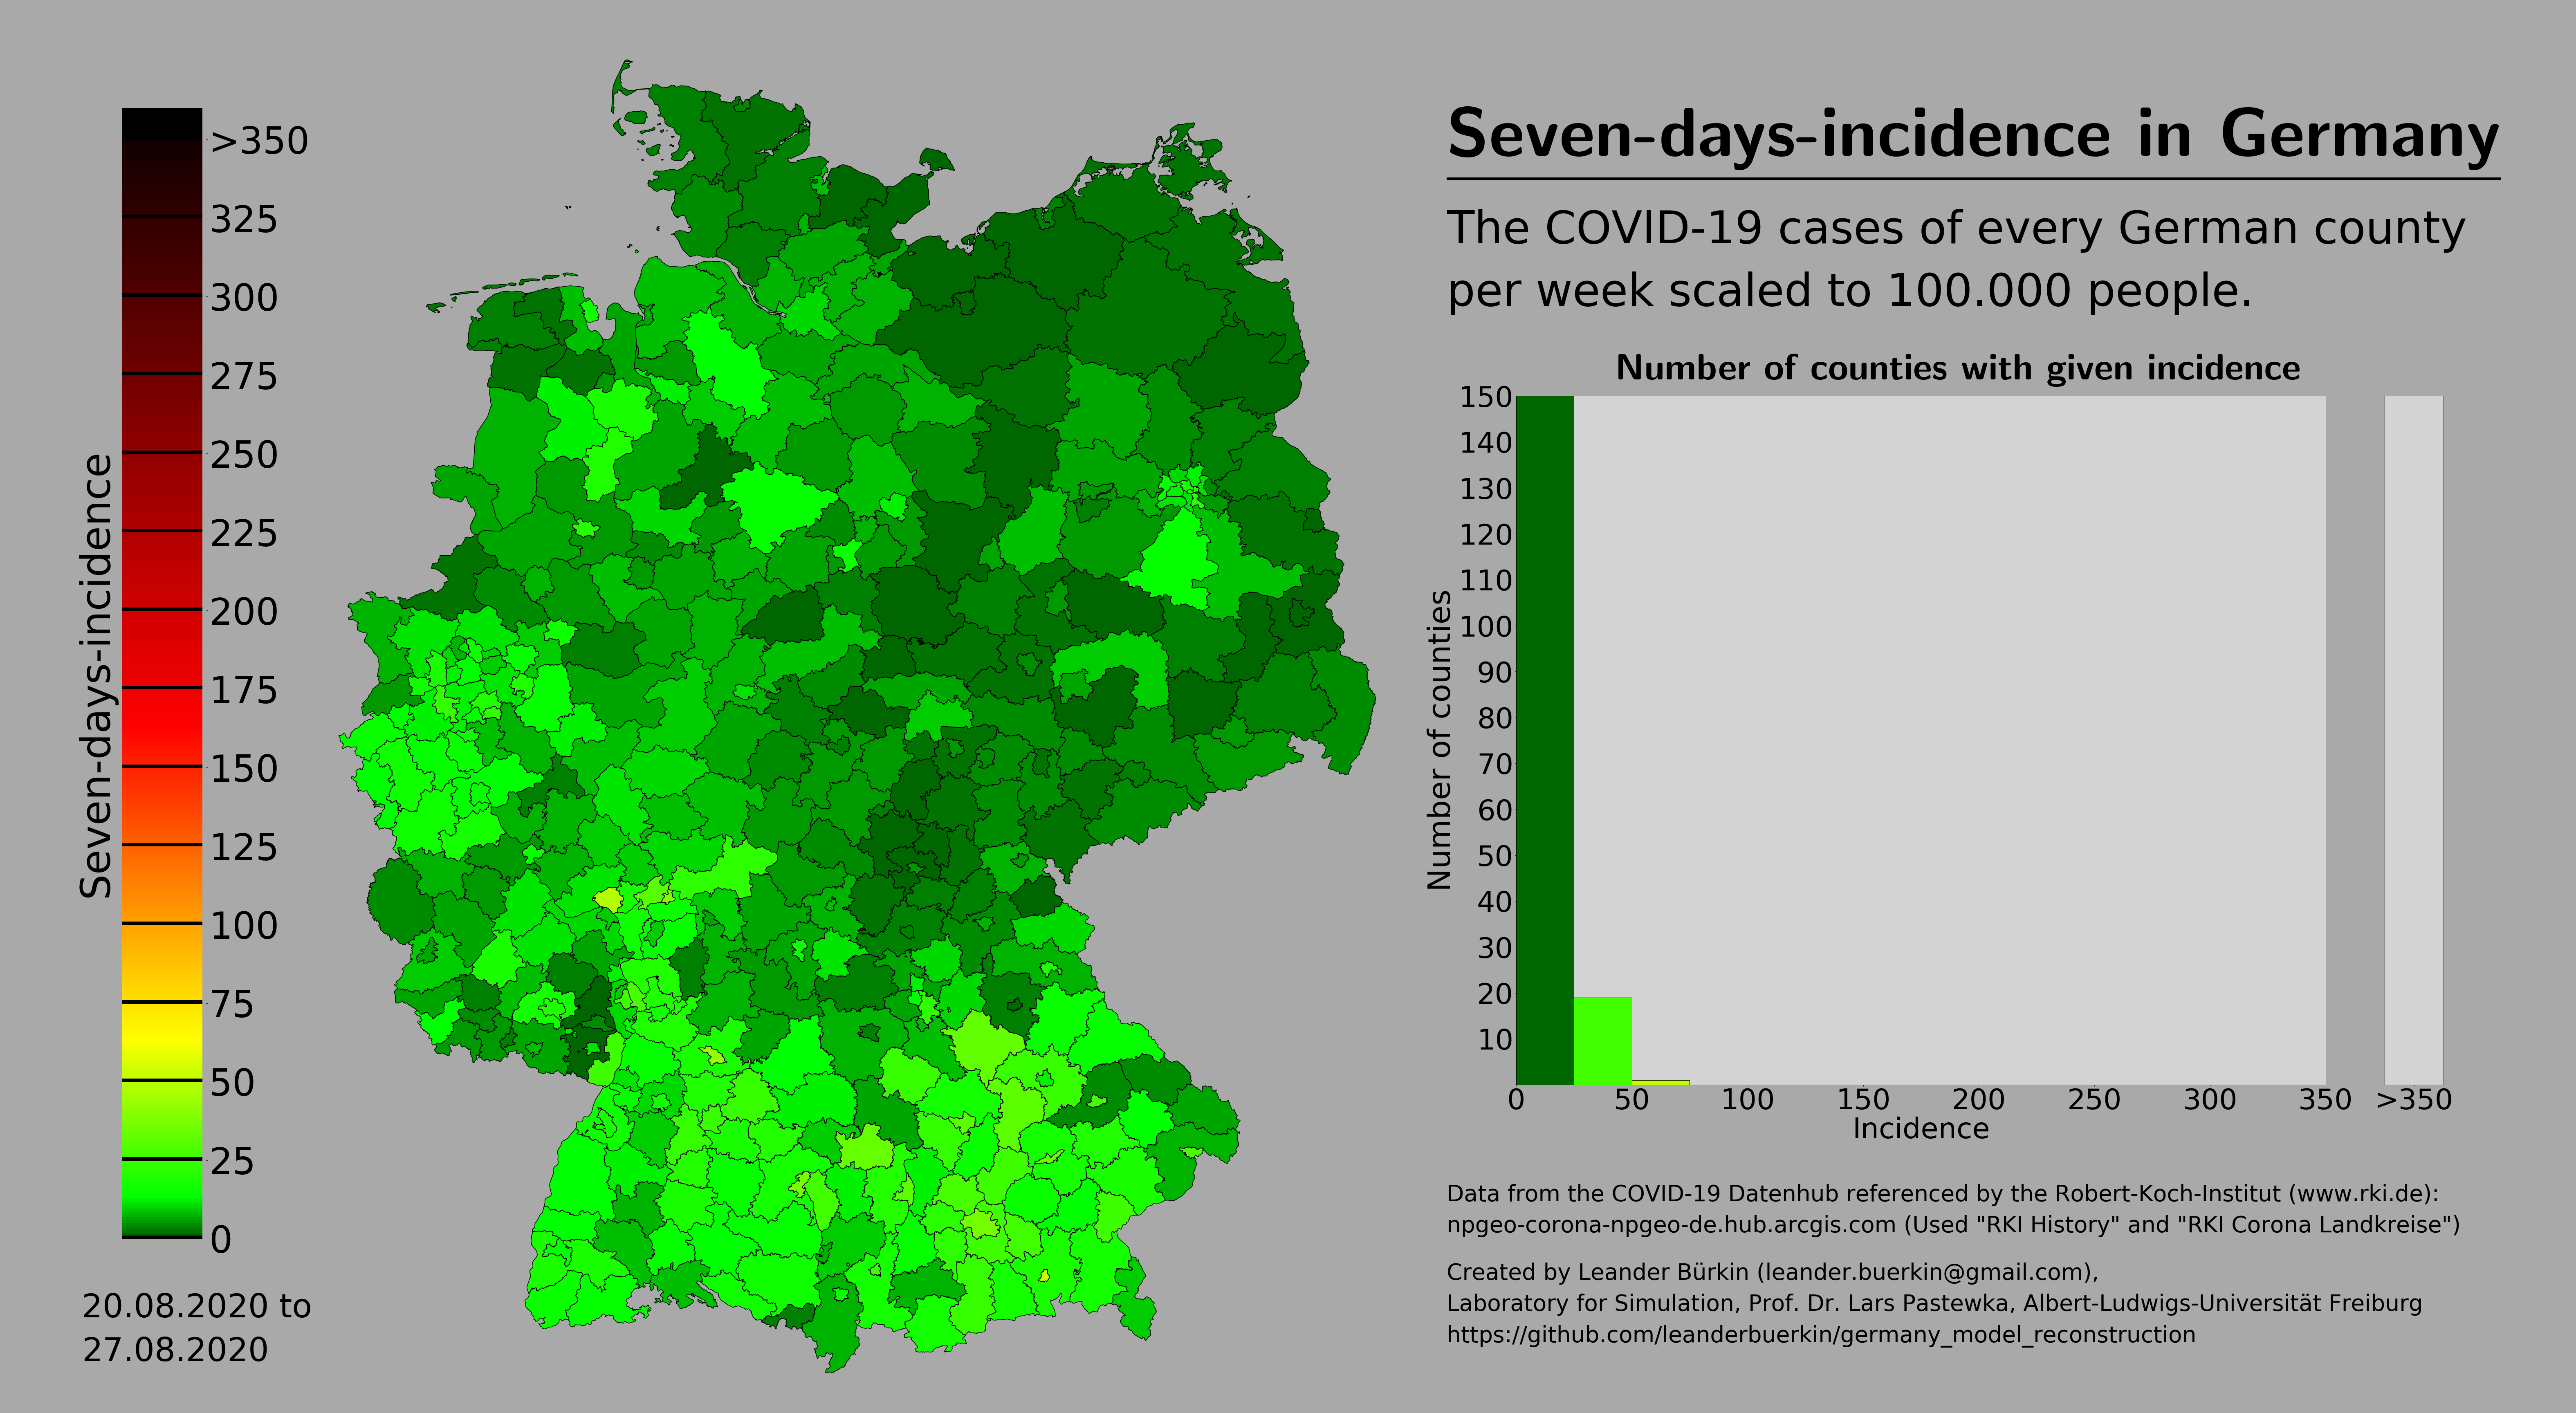 Seven-days-incidence in Germany
The COVID-19 cases of every German county
per week scaled to 100.000 people.
Seven-days-incidence
>350
325
300
275
250
225
200
175
150
125
100
75
50
25
0
20.08.2020 to
27.08.2020
Number of counties with given incidence
Number of counties
150
140
130
120
110
100
90
80
70
60
50
40
30
20
10
0 50 100 150 200 250 300 350 >350
Incidence
Data from the COVID-19 Datenhub referenced by the Robert-Koch-Institut (www.rki.de):
npgeo-corona-npgeo-de.hub.arcgis.com (Used "RKI History" and "RKI Corona Landkreise")
Created by Leander Bürkin (leander.buerkin@gmail.com),
Laboratory for Simulation, Prof. Dr. Lars Pastewka, Albert-Ludwigs-Universität Freiburg
https://github.com/leanderbuerkin/germany_model_reconstruction